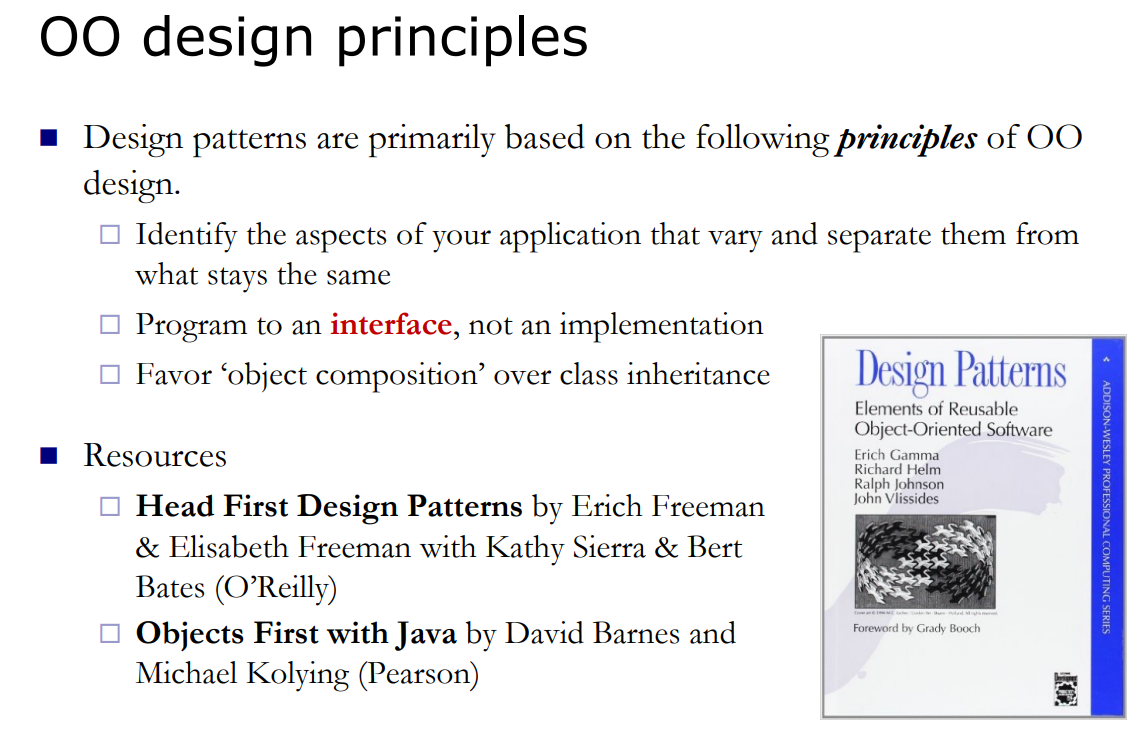 OO design principles
Design patterns are primarily based on the following principles of OO
design.
Identify the aspects of your application that vary and separate them from
what stays the same
Program to an interface, not an implementation
Favor ‘object composition’ over class inheritance
Resources
Head First Design Patterns by Erich Freeman
& Elisabeth Freeman with Kathy Sierra & Bert
Bates (O’Reilly)
Objects First with Java by David Barnes and
Michael Kolying (Pearson)
Design Patterns
Elements of Reusable
Object-Oriented Software
Erich Gamma
Richard Helm
Ralph Johnson
John Vlissides
Foreword by Grady Booch
ADDISON-WESLEY PROFESSIONAL COMPUTING SERIES